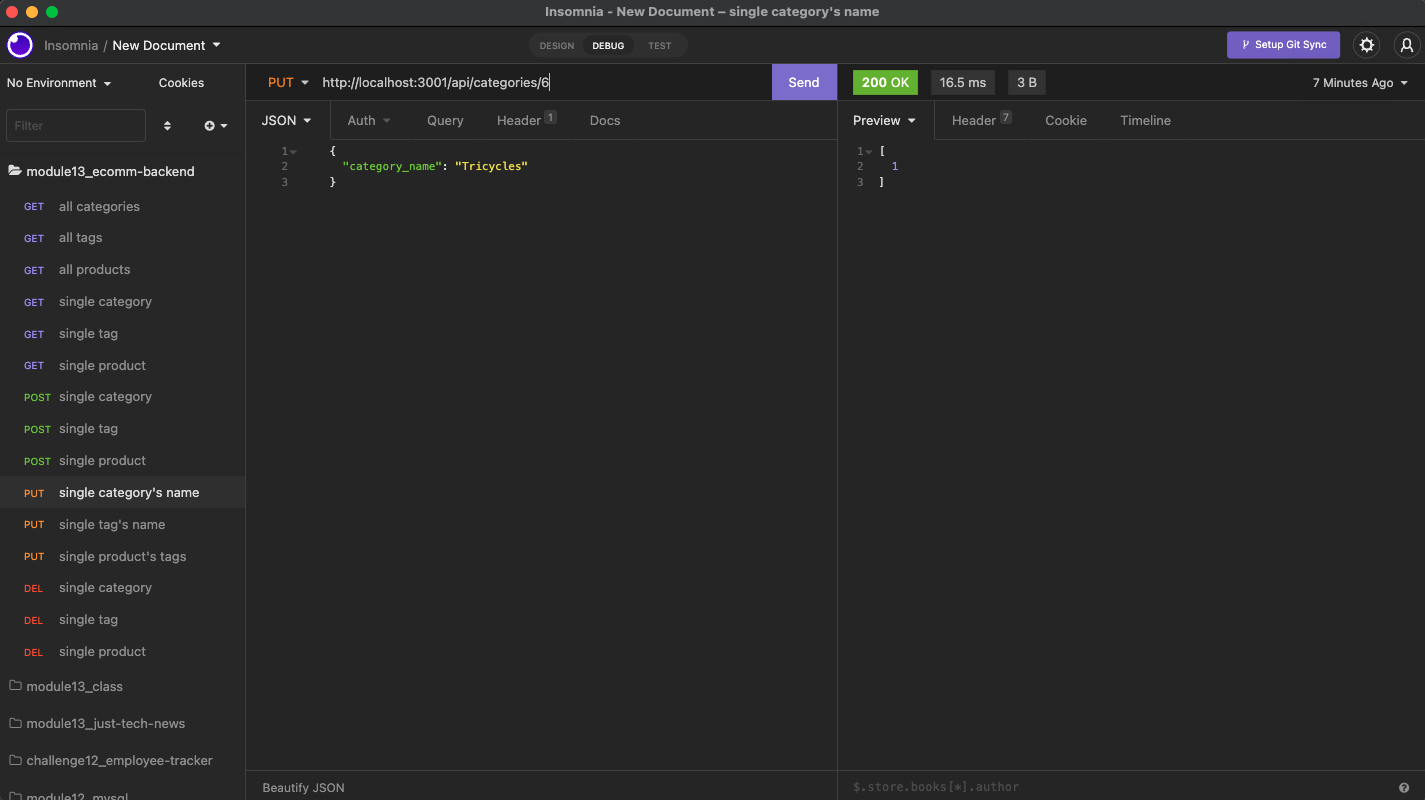 Insomnia - New Document – single category's name
Insomnia / New Document
DESIGN DEBUG TEST
Setup Git Sync
No Environment Cookies
Filter
module13_ecomm-backend
GET all categories
GET all tags
GET all products
GET single category
GET single tag
GET single product
POST single category
POST single tag
POST single product
PUT single category's name
PUT single tag's name
PUT single product's tags
DEL single category
DEL single tag
DEL single product
module13_class
module13_just-tech-news
challenge12_employee-tracker
module12_mysql
PUT http://localhost:3001/api/categories/6 Send
JSON Auth Query Header 1 Docs
1 {
2 "category_name": "Tricycles"
3 }
Beautify JSON
200 OK 16.5 ms 3 B 7 Minutes Ago
Preview Header 7 Cookie Timeline
1 [
2 1
3 ]
$.store.books[*].author ?